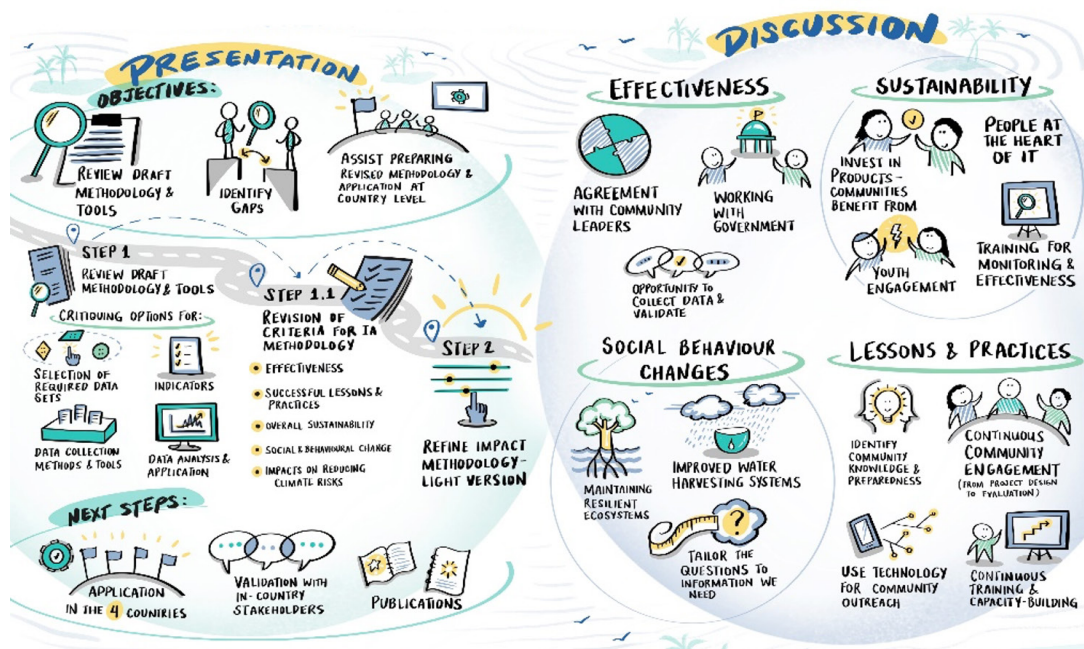 PRESENTATION
OBJECTIVES:
REVIEW DRAFT
METHODOLOGY &
TOOLS
IDENTIFY
GAPS
ASSIST PREPARING
REVISED METHODOLOGY &
APPLICATION AT
COUNTRY LEVEL
STEP 1
REVIEW DRAFT
METHODOLOGY & TOOLS
CRITIQUING OPTIONS FOR:
SELECTION OF
REQUIRED DATA
SETS
INDICATORS
DATA COLLECTION
METHODS & TOOLS
DATA ANALYSIS &
APPLICATION
STEP 1.1
REVISION OF
CRITERIA FOR IA
METHODOLOGY
EFFECTIVENESS
SUCCESSFUL LESSONS &
PRACTICES
OVERALL SUSTAINABILITY
SOCIAL & BEHAVIOURAL CHANGE
IMPACTS ON REDUCING
CLIMATE RISKS
STEP 2
REFINE IMPACT
METHODOLOGY-
LIGHT VERSION
NEXT STEPS:
APPLICATION
IN THE 4 COUNTRIES
VALIDATION WITH
IN-COUNTRY
STAKEHOLDERS
PUBLICATIONS
DISCUSSION
EFFECTIVENESS
AGREEMENT
WITH COMMUNITY
LEADERS
WORKING
WITH
GOVERNMENT
OPPORTUNITY TO
COLLECT DATA &
VALIDATE
SUSTAINABILITY
INVEST IN
PRODUCTS-
COMMUNITIES
BENEFIT FROM
PEOPLE AT
THE HEART
OF IT
YOUTH
ENGAGEMENT
TRAINING FOR
MONITORING &
EFFECTIVENESS
SOCIAL BEHAVIOUR
CHANGES
MAINTAINING
RESILIENT
ECOSYSTEMS
IMPROVED WATER
HARVESTING SYSTEMS
?
TAILOR THE
QUESTIONS TO
INFORMATION WE
NEED
LESSONS & PRACTICES
IDENTIFY
COMMUNITY
KNOWLEDGE &
PREPAREDNESS
CONTINUOUS
COMMUNITY
ENGAGEMENT
(FROM PROJECT DESIGN
TO EVALUATION)
USE TECHNOLOGY
FOR COMMUNITY
OUTREACH
CONTINUOUS
TRAINING &
CAPACITY-BUILDING